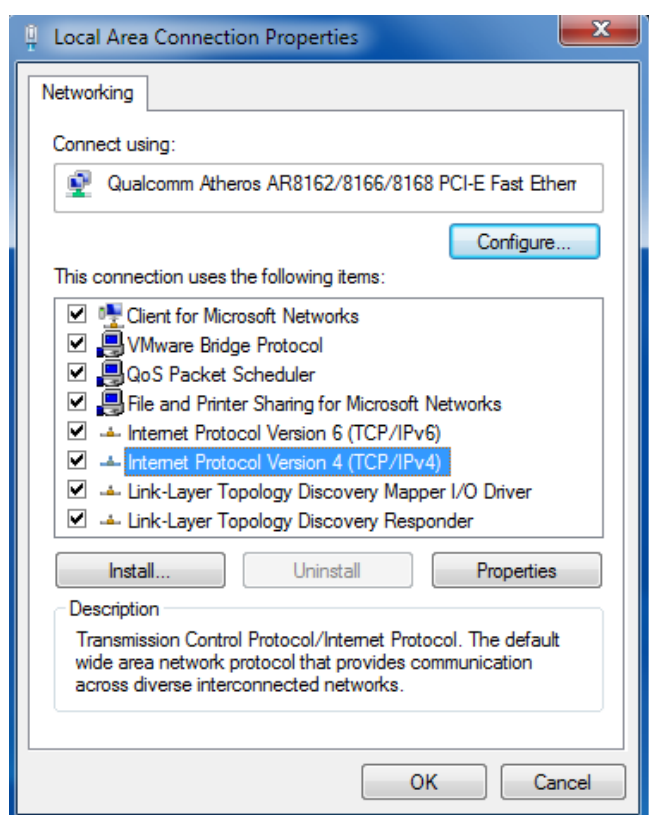 Local Area Connection Properties
Networking
Connect using:
Qualcomm Atheros AR8162/8166/8168 PCI-E Fast Ethern
Configure...
This connection uses the following items:
Client for Microsoft Networks
VMware Bridge Protocol
QoS Packet Scheduler
File and Printer Sharing for Microsoft Networks
Internet Protocol Version 6 (TCP/IPv6)
Internet Protocol Version 4 (TCP/IPv4)
Link-Layer Topology Discovery Mapper I/O Driver
Link-Layer Topology Discovery Responder
Install... Uninstall Properties
Description
Transmission Control Protocol/Internet Protocol. The default
wide area network protocol that provides communication
across diverse interconnected networks.
OK Cancel